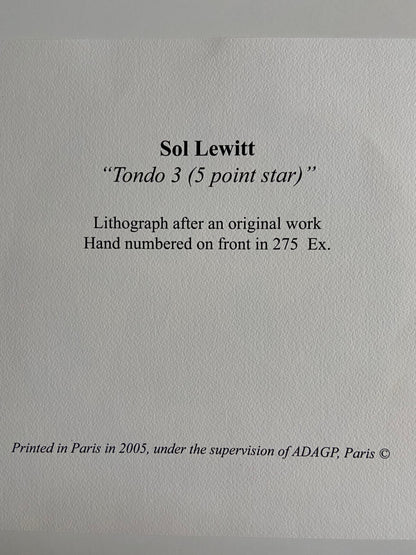 Sol Lewitt
“Tondo 3 (5 point star)”
Lithograph after an original work
Hand numbered on front in 275 Ex.
Printed in Paris in 2005, under the supervision of ADAGP, Paris ©